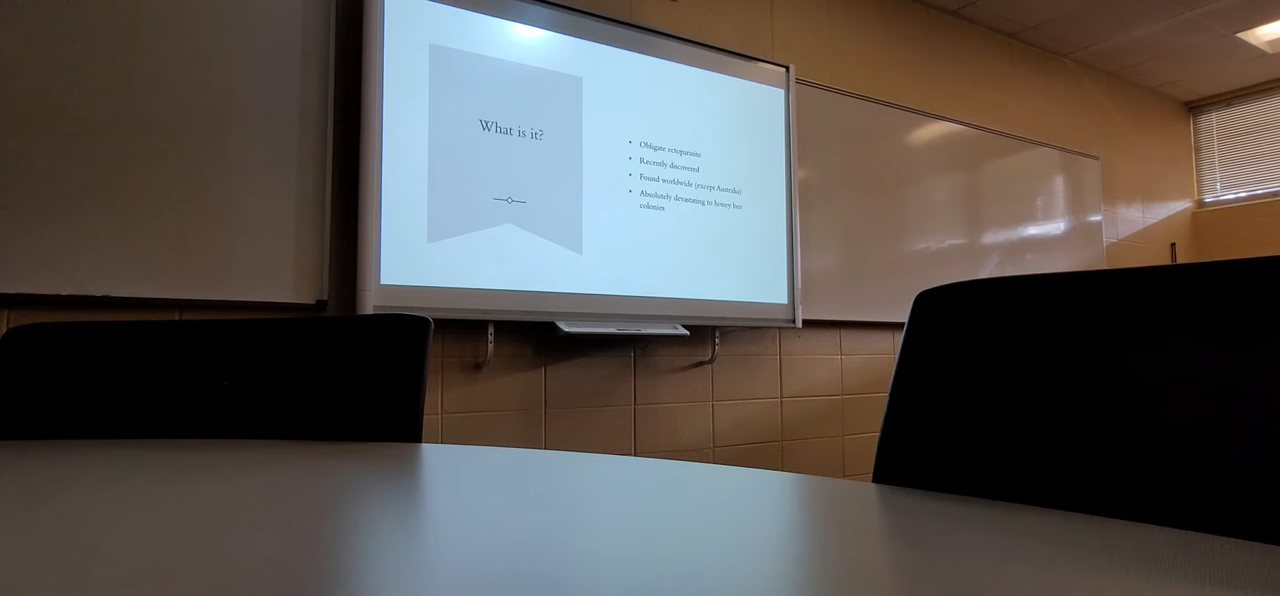 What is it?
• Obligate ectoparasite
• Recently discovered
• Found worldwide (except Australia)
• Absolutely devastating to honey bee
colonies